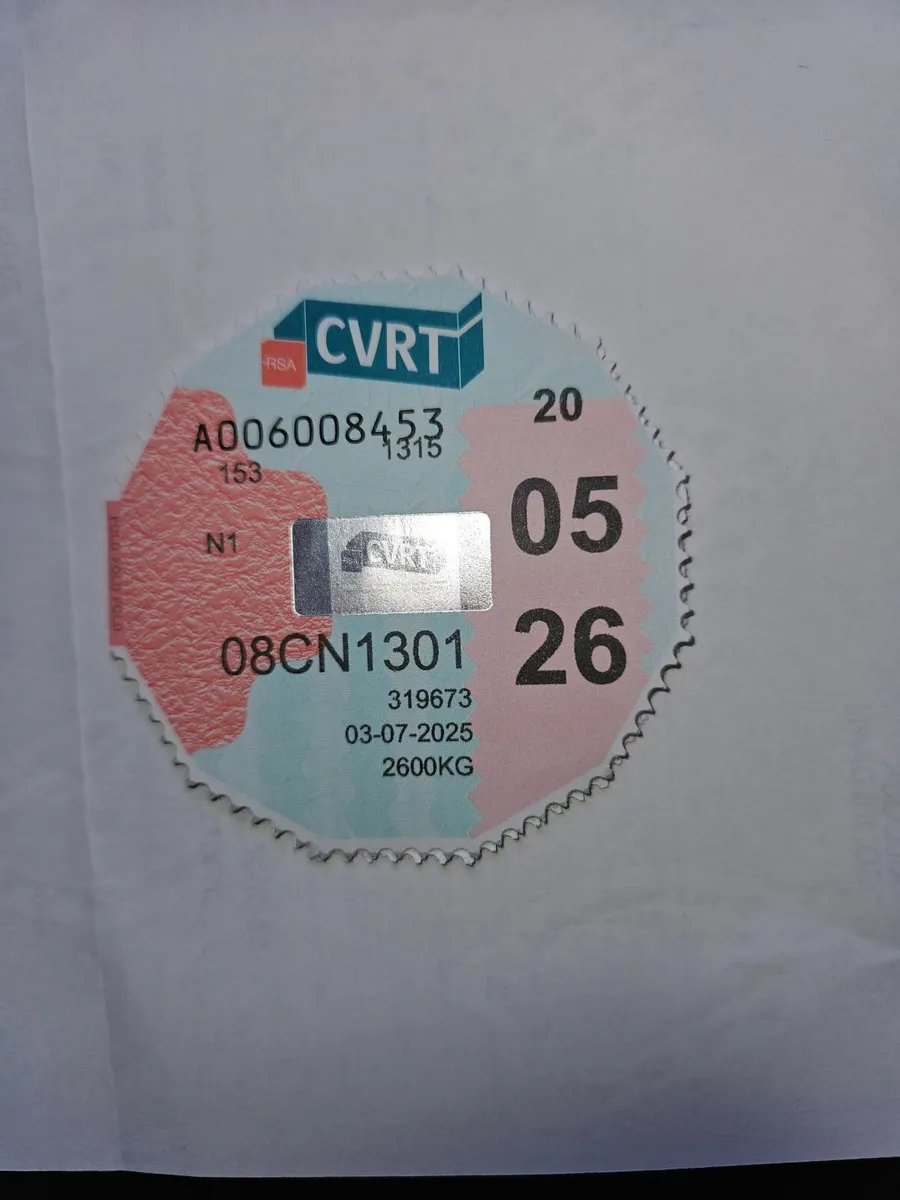 CVRT
RSA
20
A006008453
1315
153
05
N1
CVRT
26
08CN1301
319673
03-07-2025
2600KG